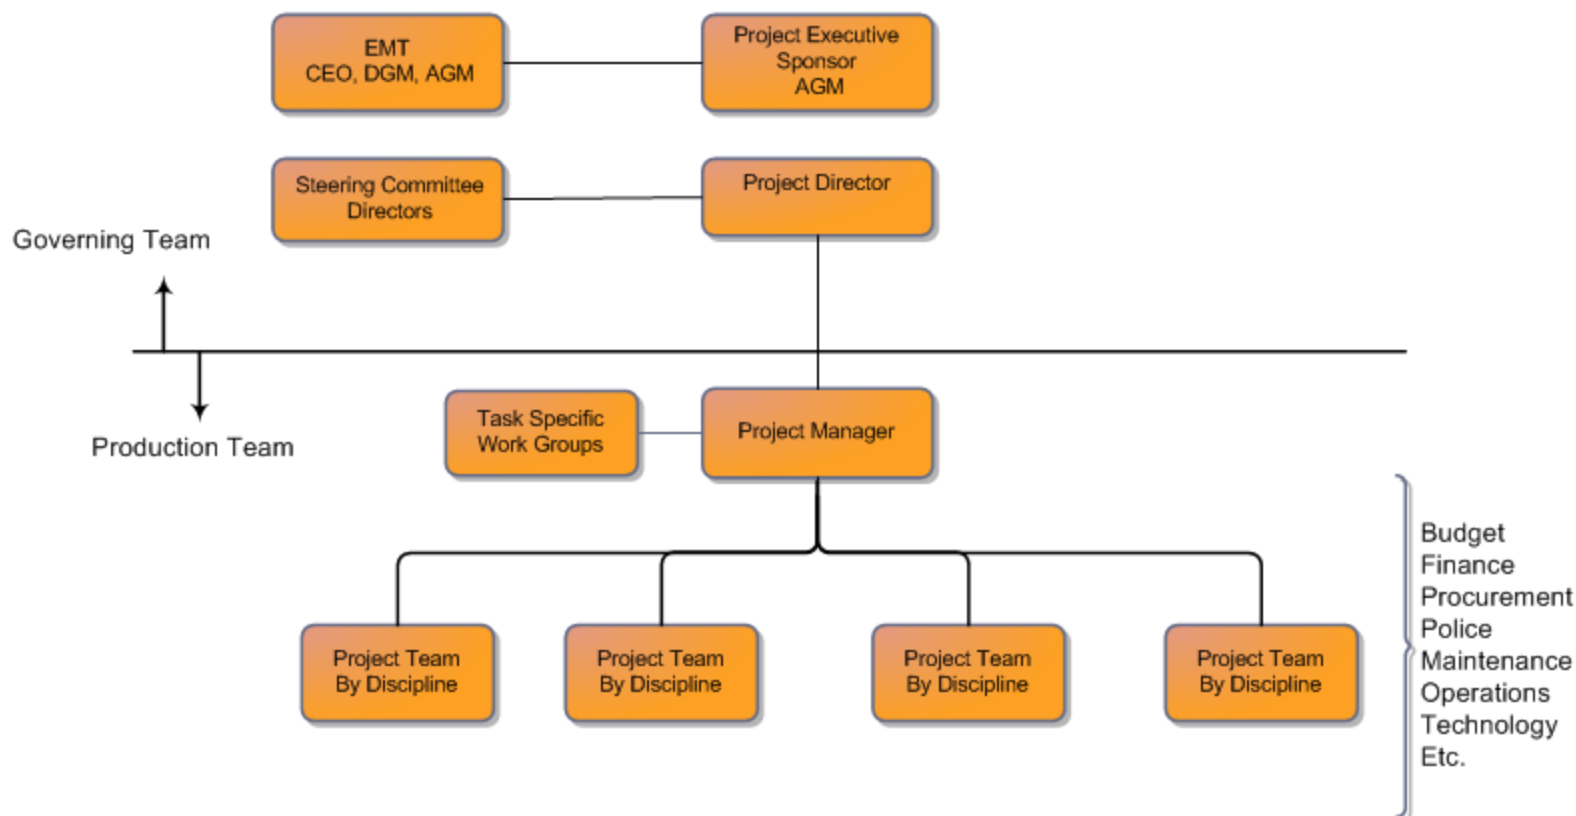 EMT
CEO, DGM, AGM
Project Executive
Sponsor
AGM
Steering Committee
Directors
Project Director
Governing Team
Production Team
Task Specific
Work Groups
Project Manager
Project Team
By Discipline
Project Team
By Discipline
Project Team
By Discipline
Project Team
By Discipline
Budget
Finance
Procurement
Police
Maintenance
Operations
Technology
Etc.